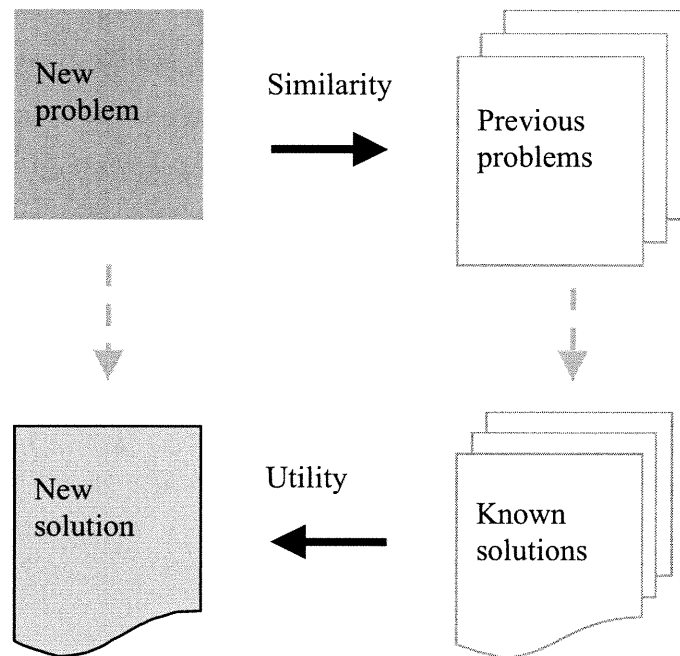 New
problem
Similarity
Previous
problems
New
solution
Utility
Known
solutions